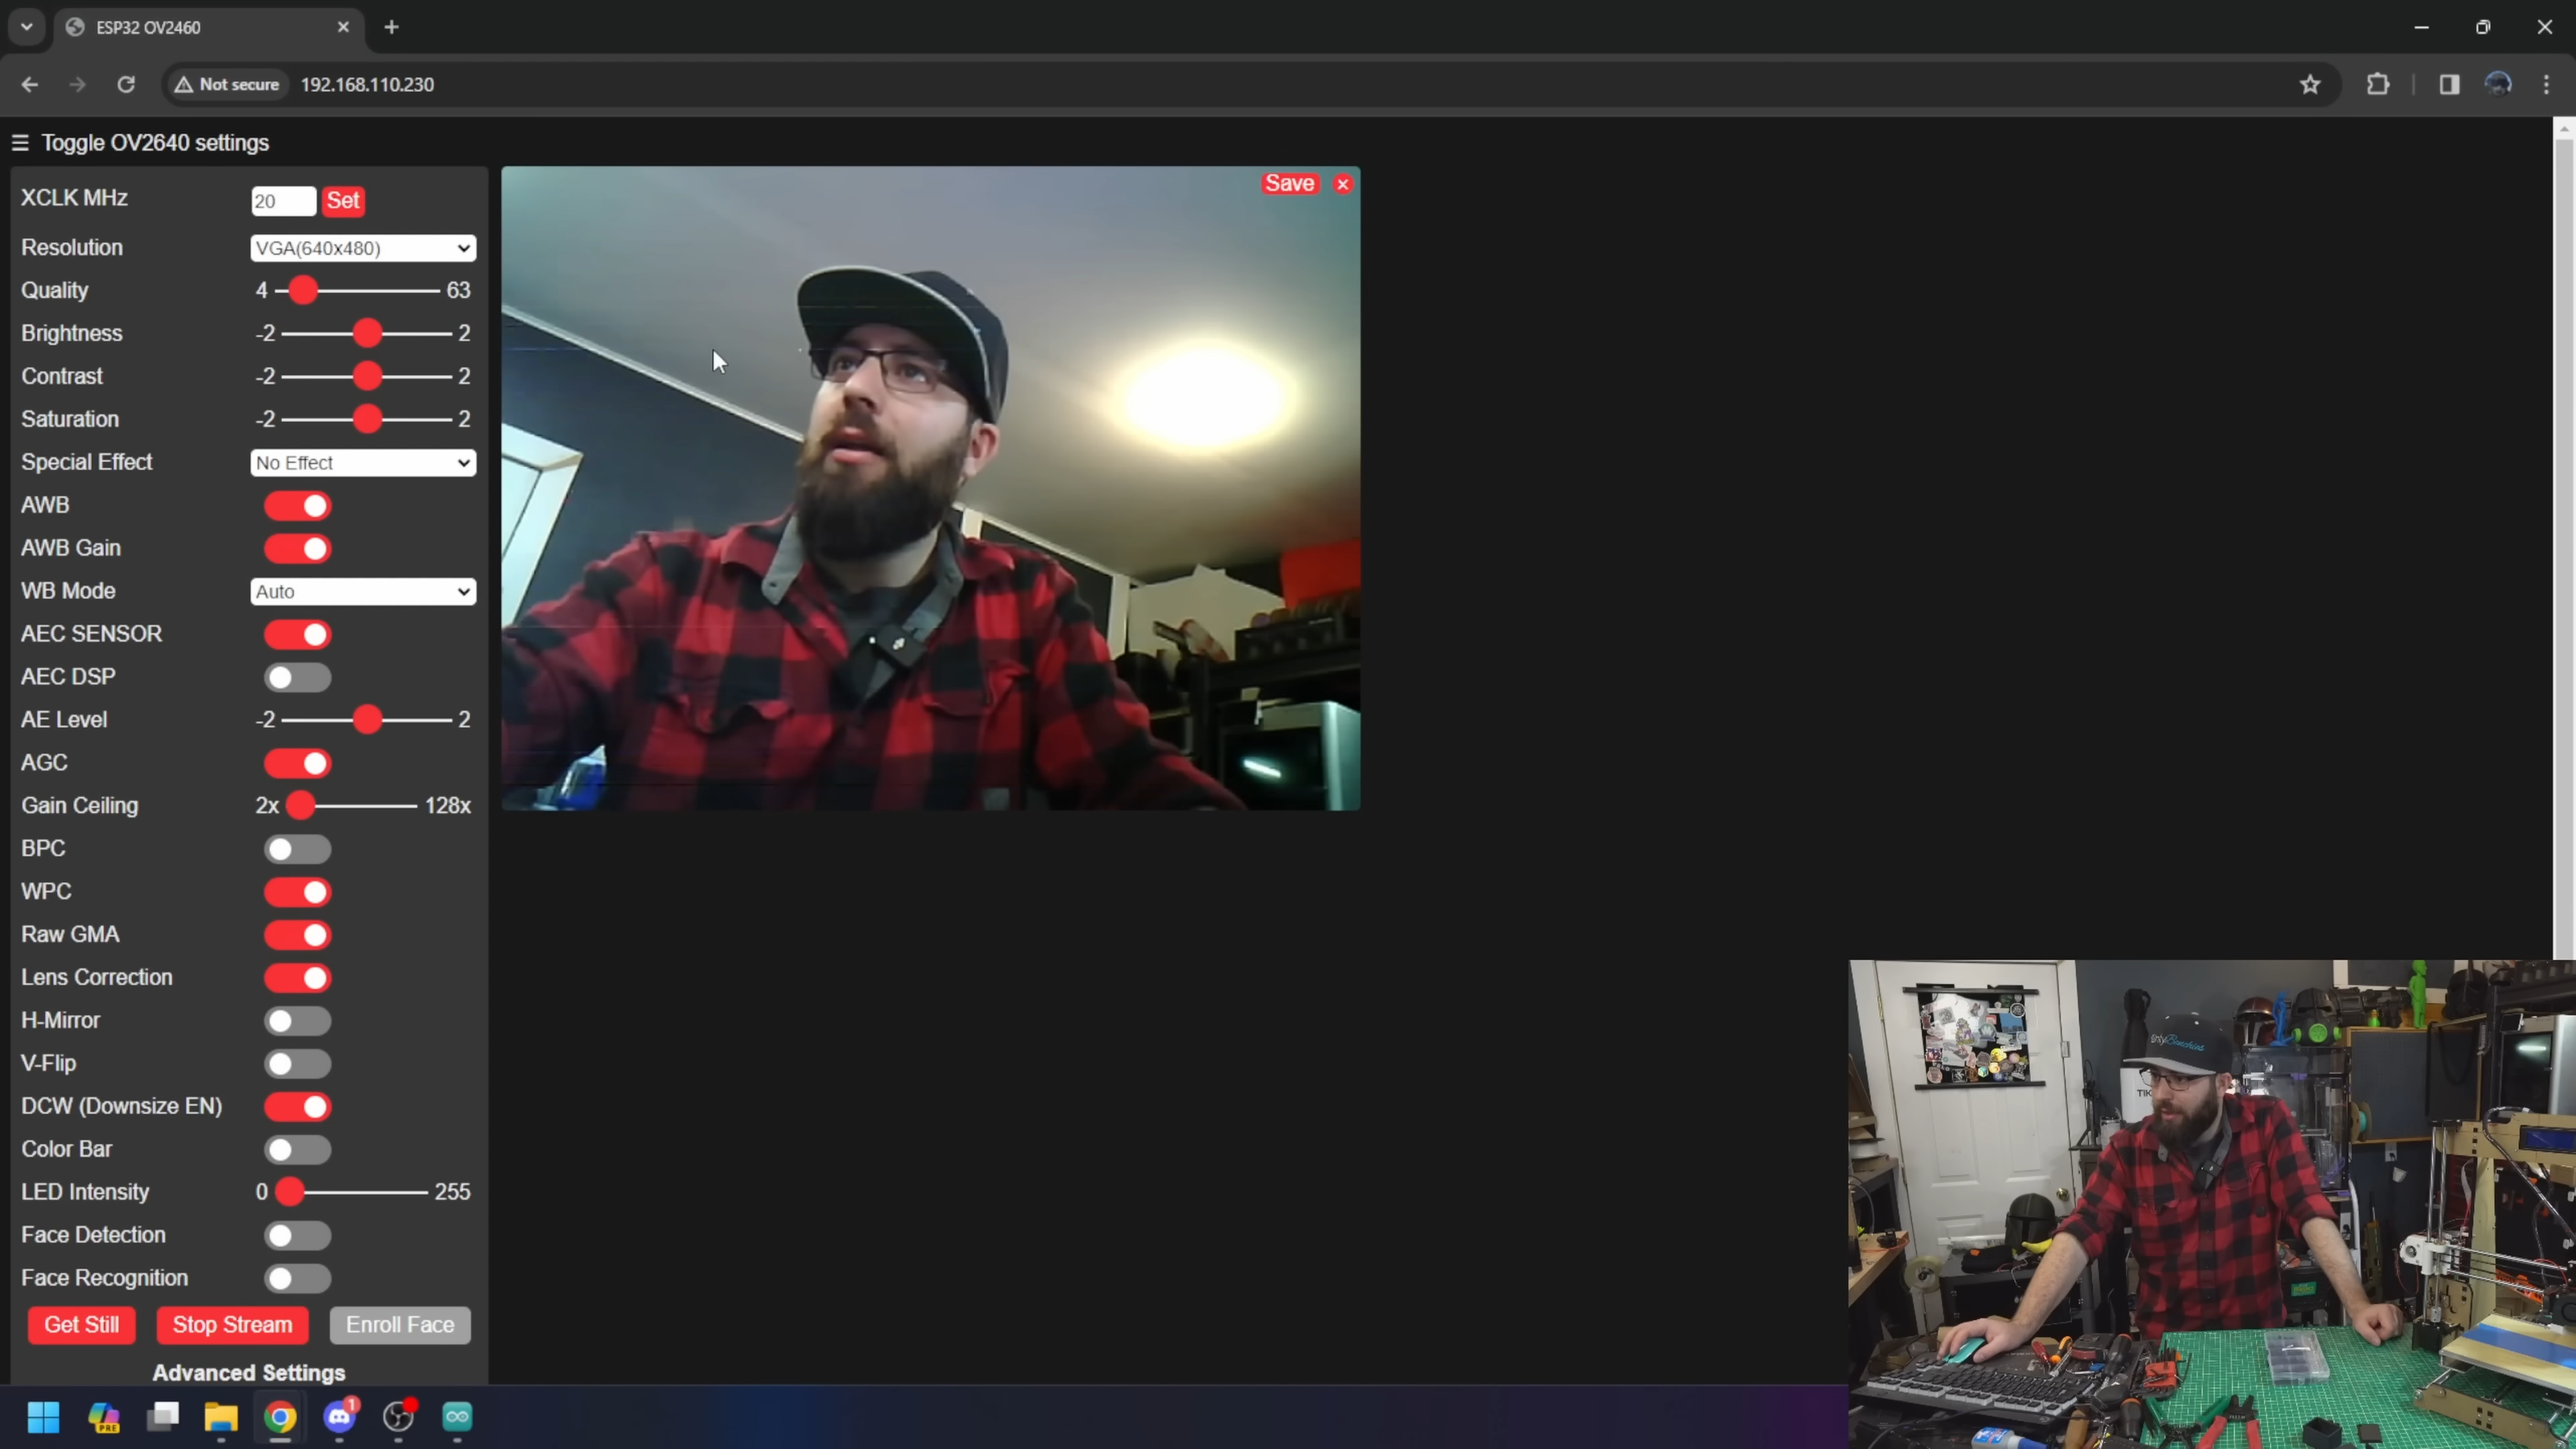 ESP32 OV2460
Not secure 192.168.110.230
Toggle OV2640 settings
XCLK MHz 20 Set
Resolution VGA(640x480)
Quality 4 63
Brightness -2 2
Contrast -2 2
Saturation -2 2
Special Effect No Effect
AWB
AWB Gain
WB Mode Auto
AEC SENSOR
AEC DSP
AE Level -2 2
AGC
Gain Ceiling 2x 128x
BPC
WPC
Raw GMA
Lens Correction
H-Mirror
V-Flip
DCW (Downsize EN)
Color Bar
LED Intensity 0 255
Face Detection
Face Recognition
Get Still Stop Stream Enroll Face
Advanced Settings
Save
PRE
1